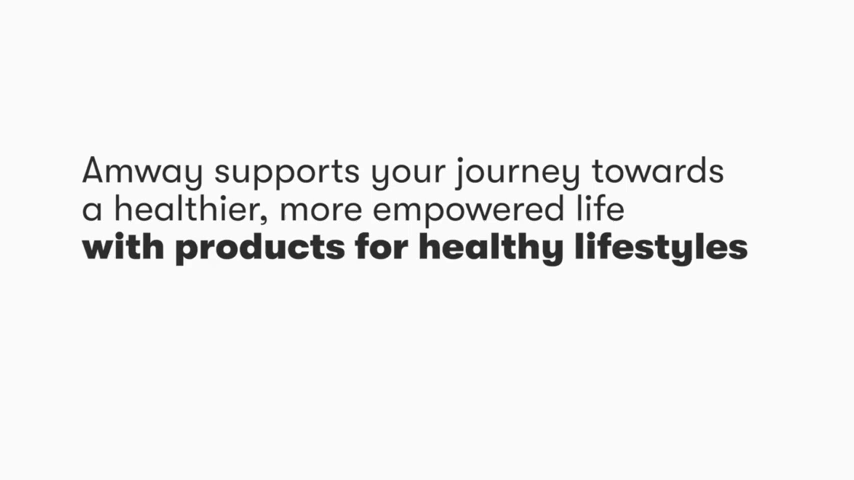 Amway supports your journey towards
a healthier, more empowered life
with products for healthy lifestyles